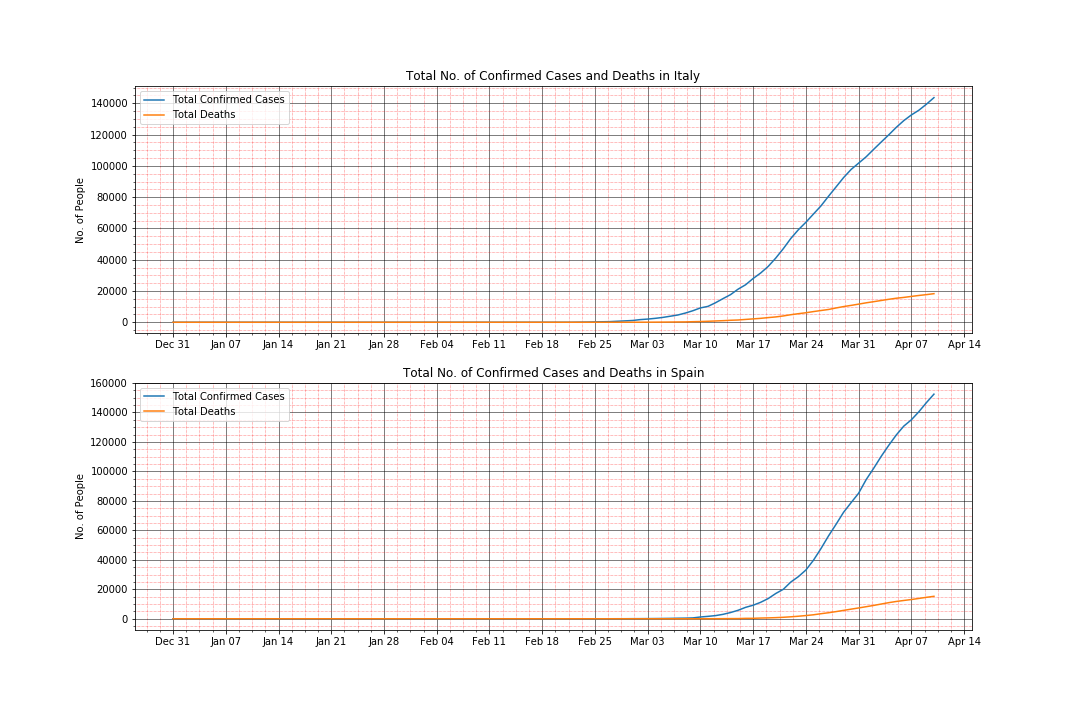 Total No. of Confirmed Cases and Deaths in Italy
Total Confirmed Cases
Total Deaths
No. of People
140000
120000
100000
80000
60000
40000
20000
0
Dec 31 Jan 07 Jan 14 Jan 21 Jan 28 Feb 04 Feb 11 Feb 18 Feb 25 Mar 03 Mar 10 Mar 17 Mar 24 Mar 31 Apr 07 Apr 14
Total No. of Confirmed Cases and Deaths in Spain
Total Confirmed Cases
Total Deaths
No. of People
160000
140000
120000
100000
80000
60000
40000
20000
0
Dec 31 Jan 07 Jan 14 Jan 21 Jan 28 Feb 04 Feb 11 Feb 18 Feb 25 Mar 03 Mar 10 Mar 17 Mar 24 Mar 31 Apr 07 Apr 14